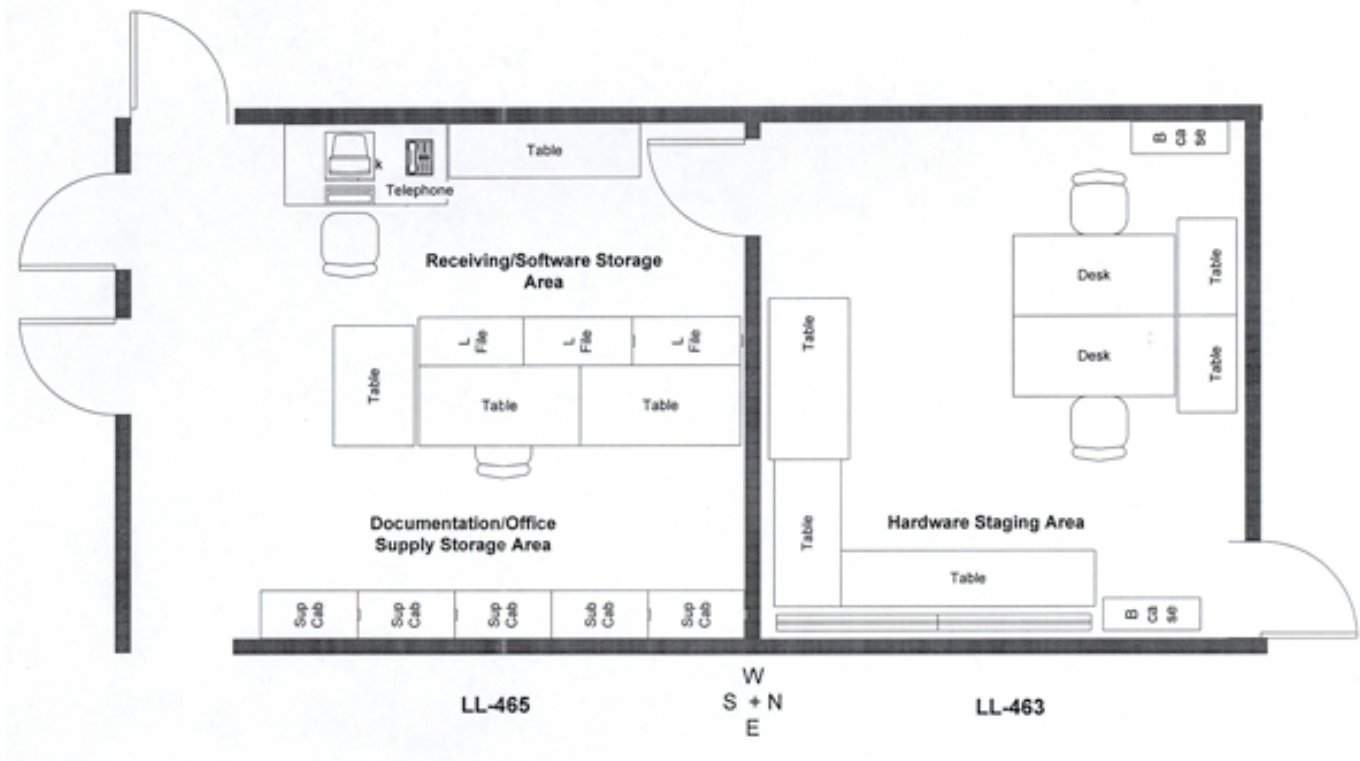 B
ca
se
Table
k
Telephone
Receiving/Software Storage
Area
Desk
Table
Table
L
File
L
File
L
File
Table
Desk
Table
Table
Table
Documentation/Office
Supply Storage Area
Hardware Staging Area
Table
Table
Sup
Cab
Sup
Cab
Sup
Cab
Sub
Cab
Sup
Cab
B
ca
se
W
S + N
E
LL-465
LL-463